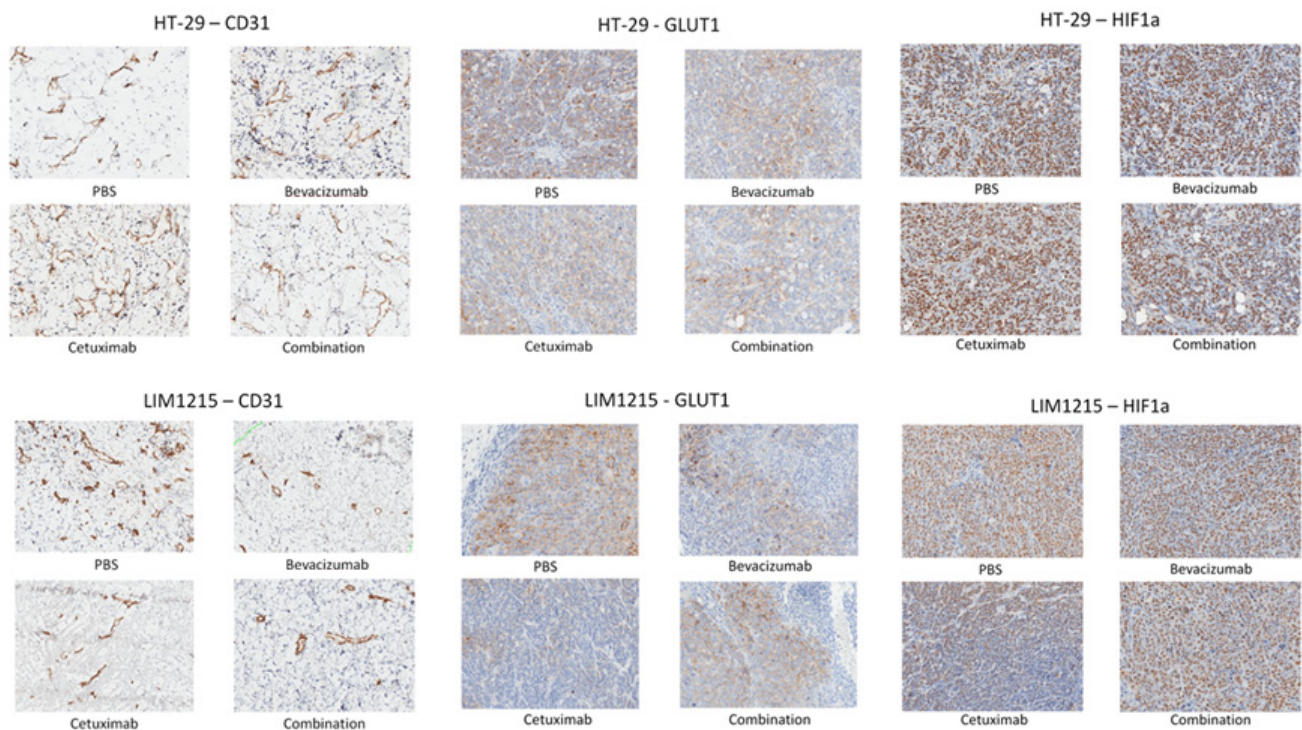 HT-29 – CD31
HT-29 - GLUT1
HT-29 – HIF1a
PBS
Bevacizumab
PBS
Bevacizumab
PBS
Bevacizumab
Cetuximab
Combination
Cetuximab
Combination
Cetuximab
Combination
LIM1215 – CD31
LIM1215 - GLUT1
LIM1215 – HIF1a
PBS
Bevacizumab
PBS
Bevacizumab
PBS
Bevacizumab
Cetuximab
Combination
Cetuximab
Combination
Cetuximab
Combination